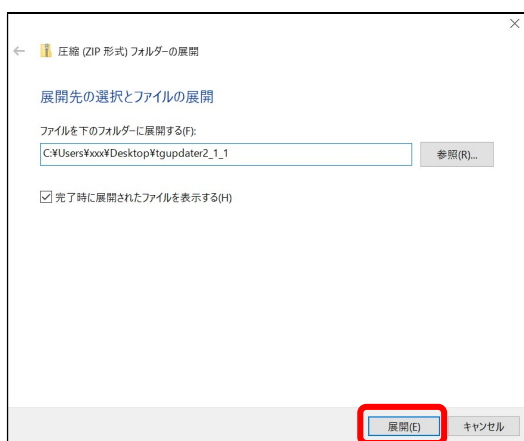 圧縮 (ZIP 形式) フォルダーの展開
展開先の選択とファイルの展開
ファイルを下のフォルダーに展開する(F):
C:¥Users¥xxx¥Desktop¥tgupdater2_1_1
参照(R)...
完了時に展開されたファイルを表示する(H)
展開(E)
キャンセル